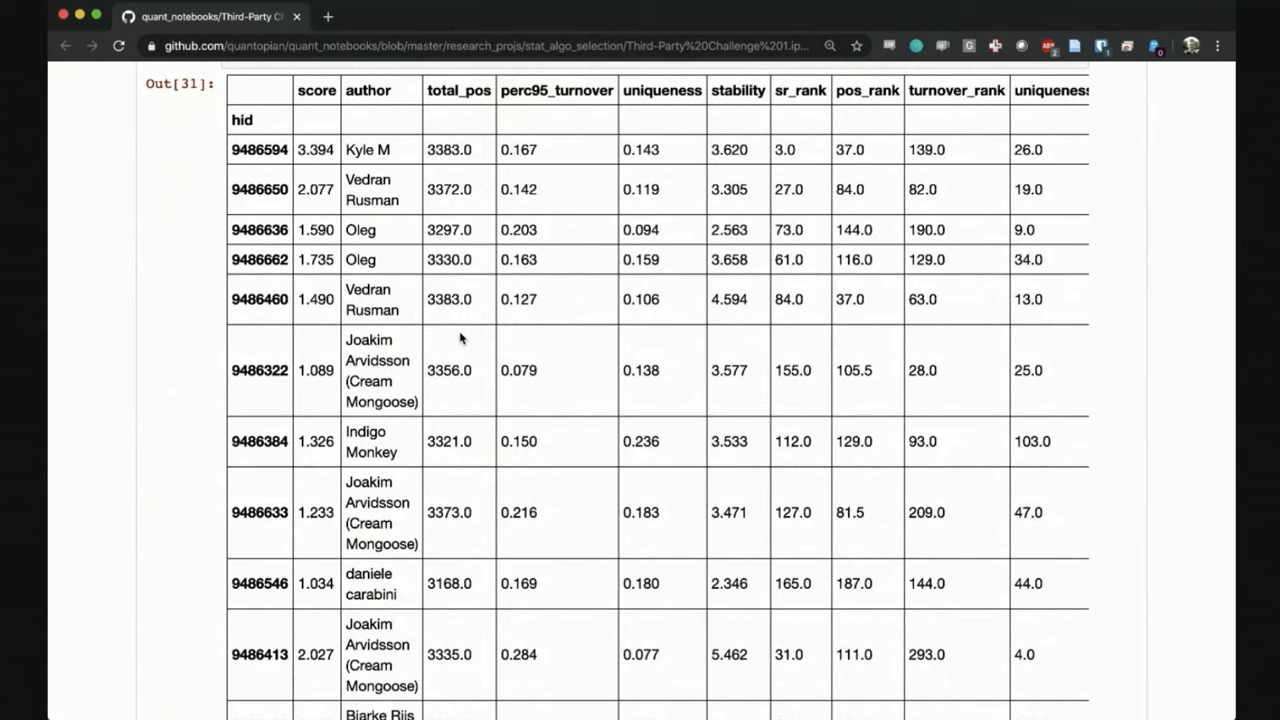 quant_notebooks/Third-Party Ch
github.com/quantopian/quant_notebooks/blob/master/research_projs/stat_algo_selection/Third-Party%20Challenge%201.ip...
Out[31]:
score author total_pos perc95_turnover uniqueness stability sr_rank pos_rank turnover_rank uniqueness
hid
9486594 3.394 Kyle M 3383.0 0.167 0.143 3.620 3.0 37.0 139.0 26.0
9486650 2.077 Vedran Rusman 3372.0 0.142 0.119 3.305 27.0 84.0 82.0 19.0
9486636 1.590 Oleg 3297.0 0.203 0.094 2.563 73.0 144.0 190.0 9.0
9486662 1.735 Oleg 3330.0 0.163 0.159 3.658 61.0 116.0 129.0 34.0
9486460 1.490 Vedran Rusman 3383.0 0.127 0.106 4.594 84.0 37.0 63.0 13.0
9486322 1.089 Joakim Arvidsson (Cream Mongoose) 3356.0 0.079 0.138 3.577 155.0 105.5 28.0 25.0
9486384 1.326 Indigo Monkey 3321.0 0.150 0.236 3.533 112.0 129.0 93.0 103.0
9486633 1.233 Joakim Arvidsson (Cream Mongoose) 3373.0 0.216 0.183 3.471 127.0 81.5 209.0 47.0
9486546 1.034 daniele carabini 3168.0 0.169 0.180 2.346 165.0 187.0 144.0 44.0
9486413 2.027 Joakim Arvidsson (Cream Mongoose) 3335.0 0.284 0.077 5.462 31.0 111.0 293.0 4.0
Bjarke Riis